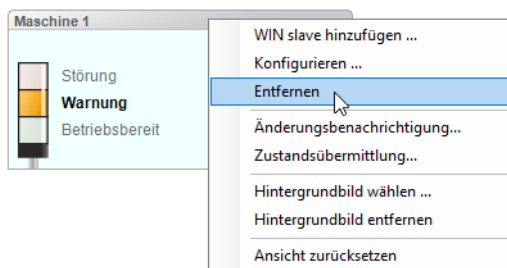 Maschine 1
Störung
Warnung
Betriebsbereit
WIN slave hinzufügen ...
Konfigurieren ...
Entfernen
Änderungsbenachrichtigung...
Zustandsübermittlung...
Hintergrundbild wählen ...
Hintergrundbild entfernen
Ansicht zurücksetzen